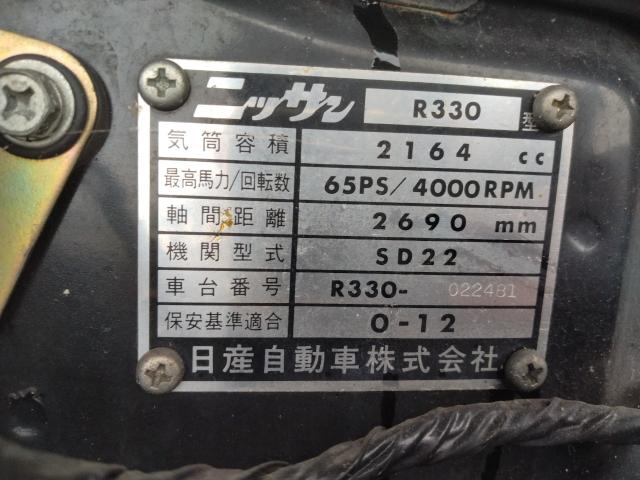 ニッサン R330 型
気筒容積 2164 cc
最高馬力/回転数 65PS/4000RPM
軸間距離 2690 mm
機関型式 SD22
車台番号 R330-022481
保安基準適合 0-12
日産自動車株式会社